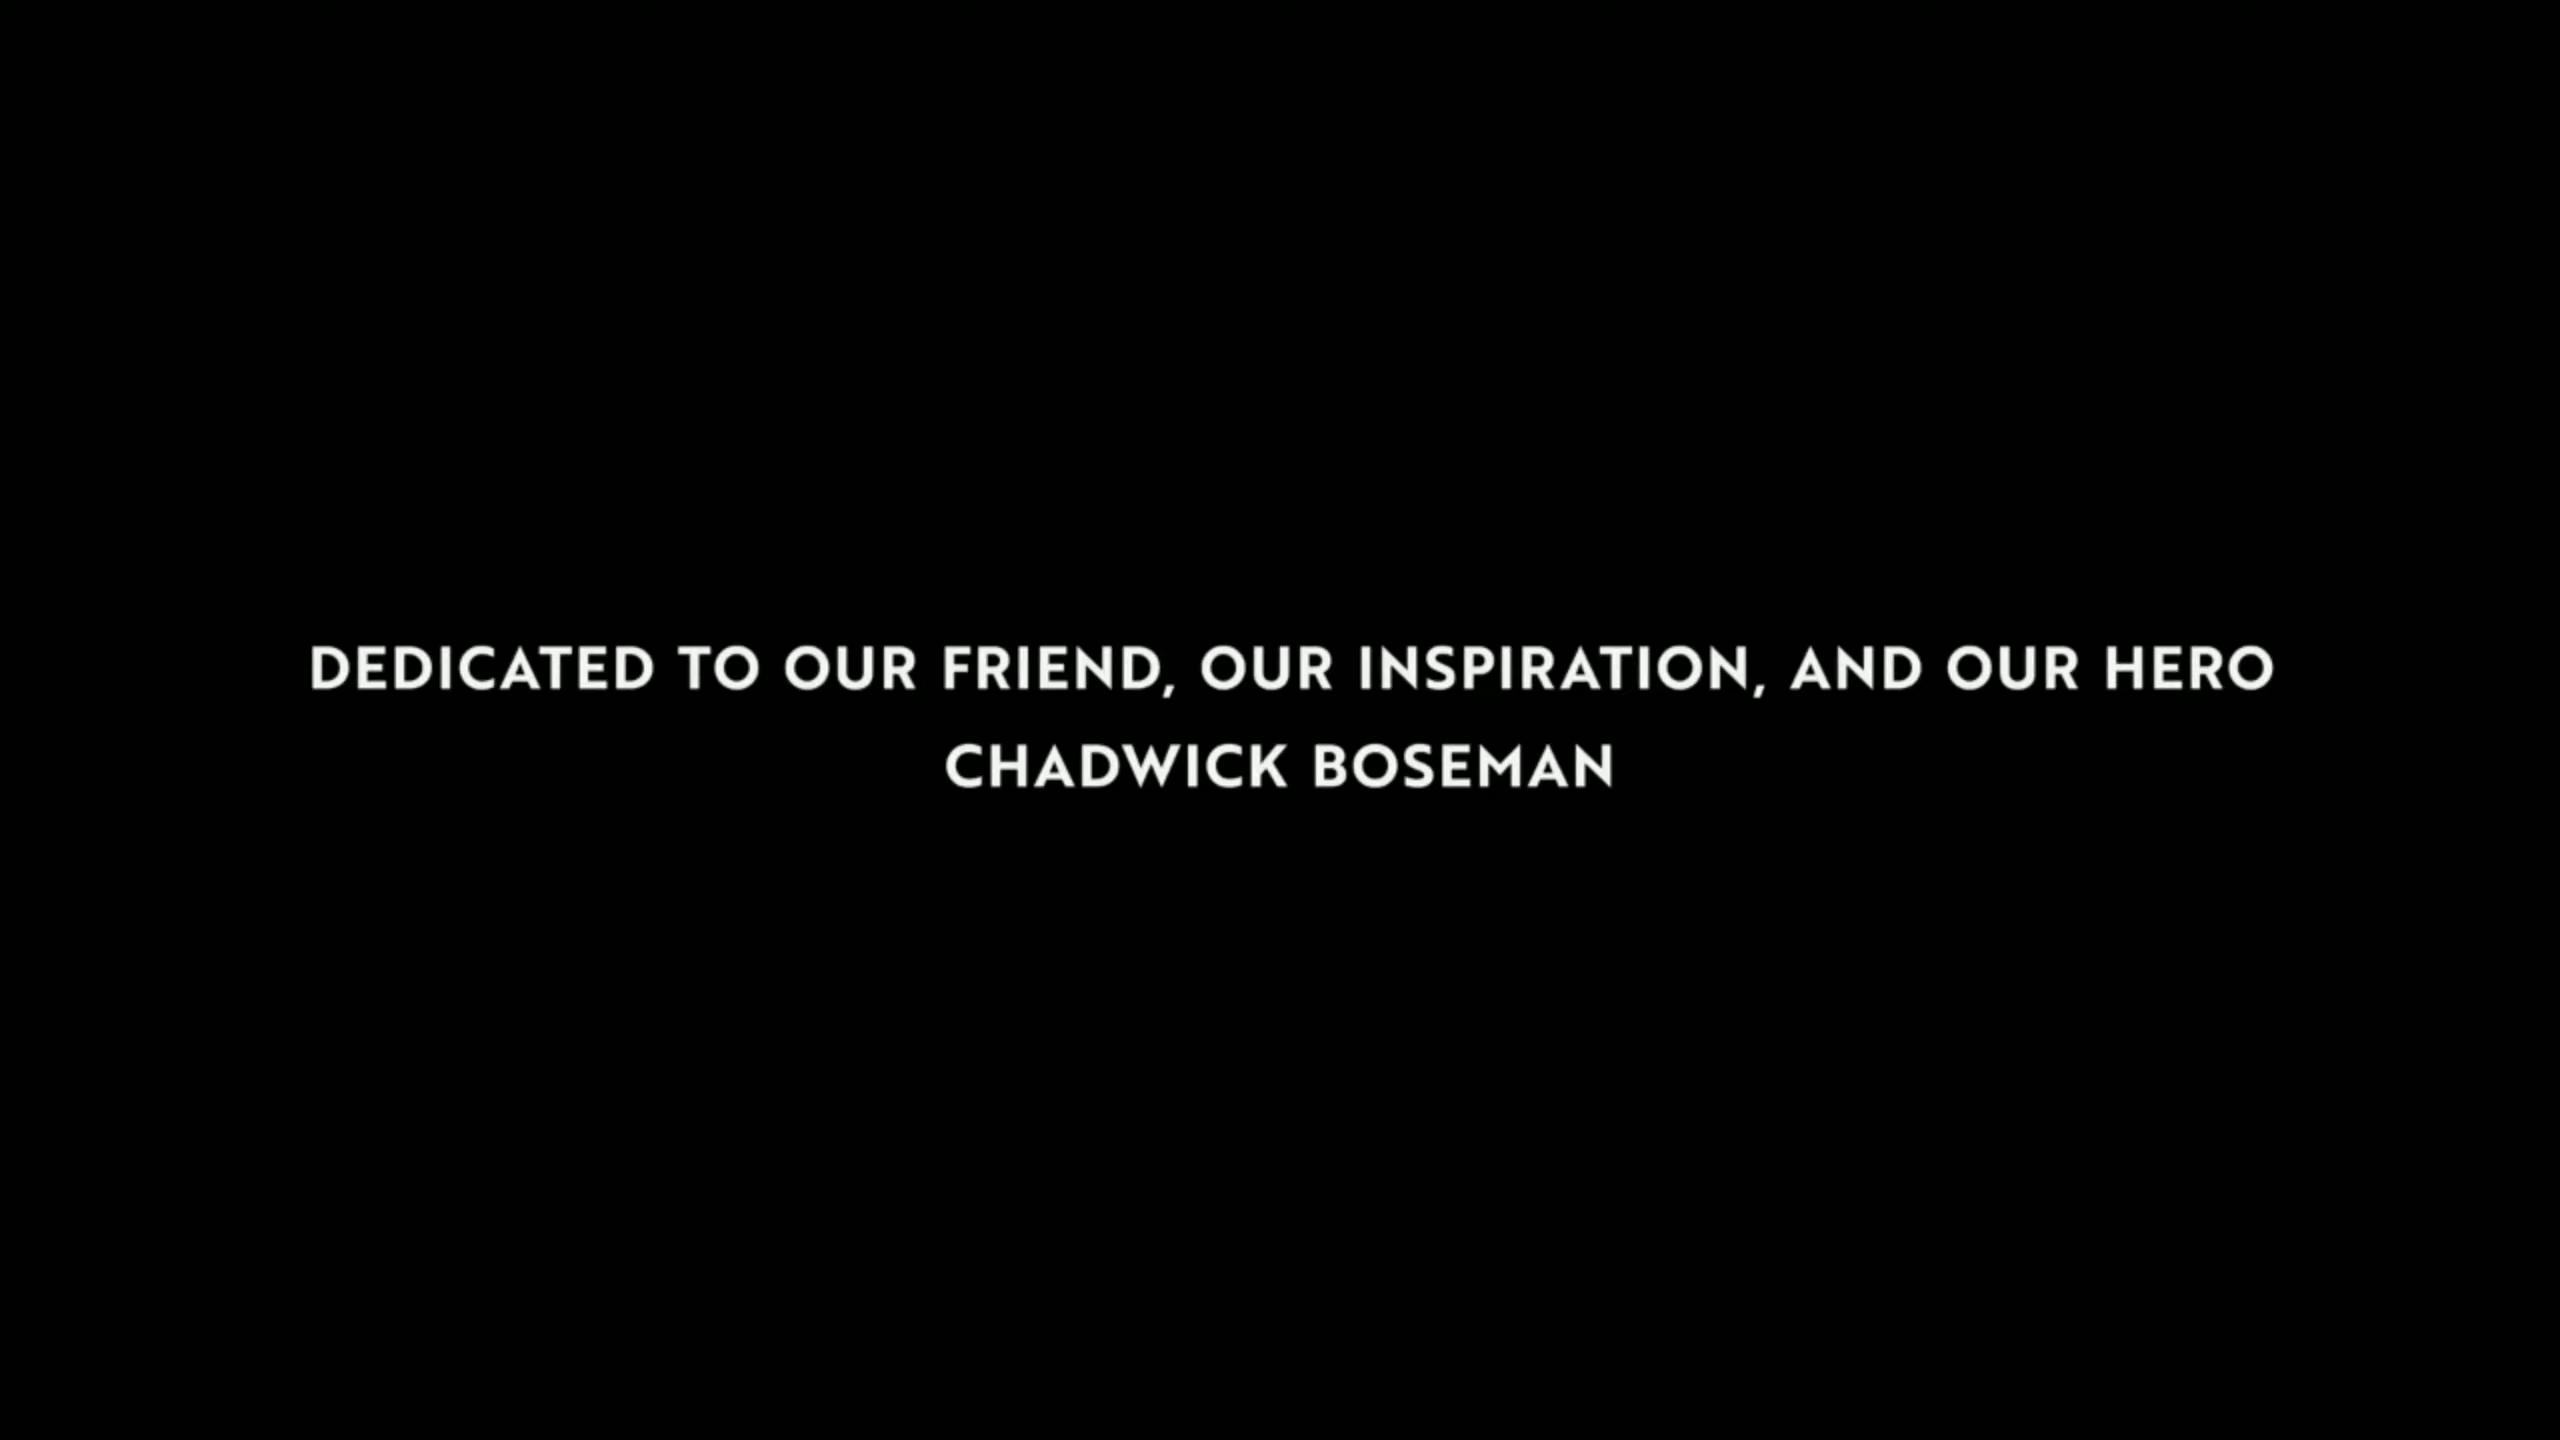 DEDICATED TO OUR FRIEND, OUR INSPIRATION, AND OUR HERO
CHADWICK BOSEMAN